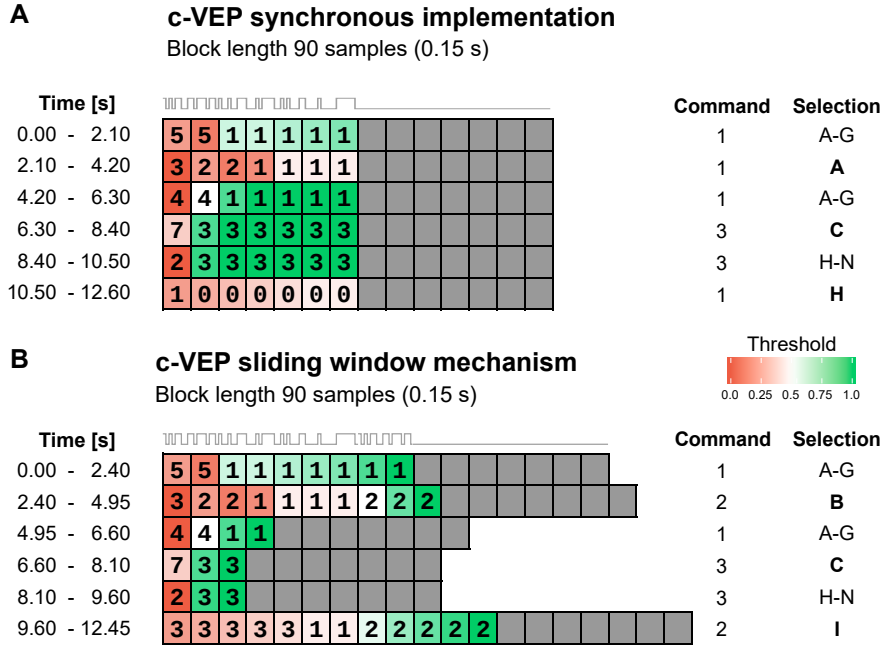 A c-VEP synchronous implementation
Block length 90 samples (0.15 s)
Time [s] Command Selection
0.00 - 2.10 5 5 1 1 1 1 1 1 A-G
2.10 - 4.20 3 2 2 1 1 1 1 1 A
4.20 - 6.30 4 4 1 1 1 1 1 1 A-G
6.30 - 8.40 7 3 3 3 3 3 3 3 C
8.40 - 10.50 2 3 3 3 3 3 3 3 H-N
10.50 - 12.60 1 0 0 0 0 0 0 1 H
B c-VEP sliding window mechanism
Block length 90 samples (0.15 s)
Threshold
0.0 0.25 0.5 0.75 1.0
Time [s] Command Selection
0.00 - 2.40 5 5 1 1 1 1 1 1 1 1 A-G
2.40 - 4.95 3 2 2 1 1 1 1 2 2 2 2 B
4.95 - 6.60 4 4 1 1 1 A-G
6.60 - 8.10 7 3 3 3 C
8.10 - 9.60 2 3 3 3 H-N
9.60 - 12.45 3 3 3 3 3 1 1 2 2 2 2 2 2 I